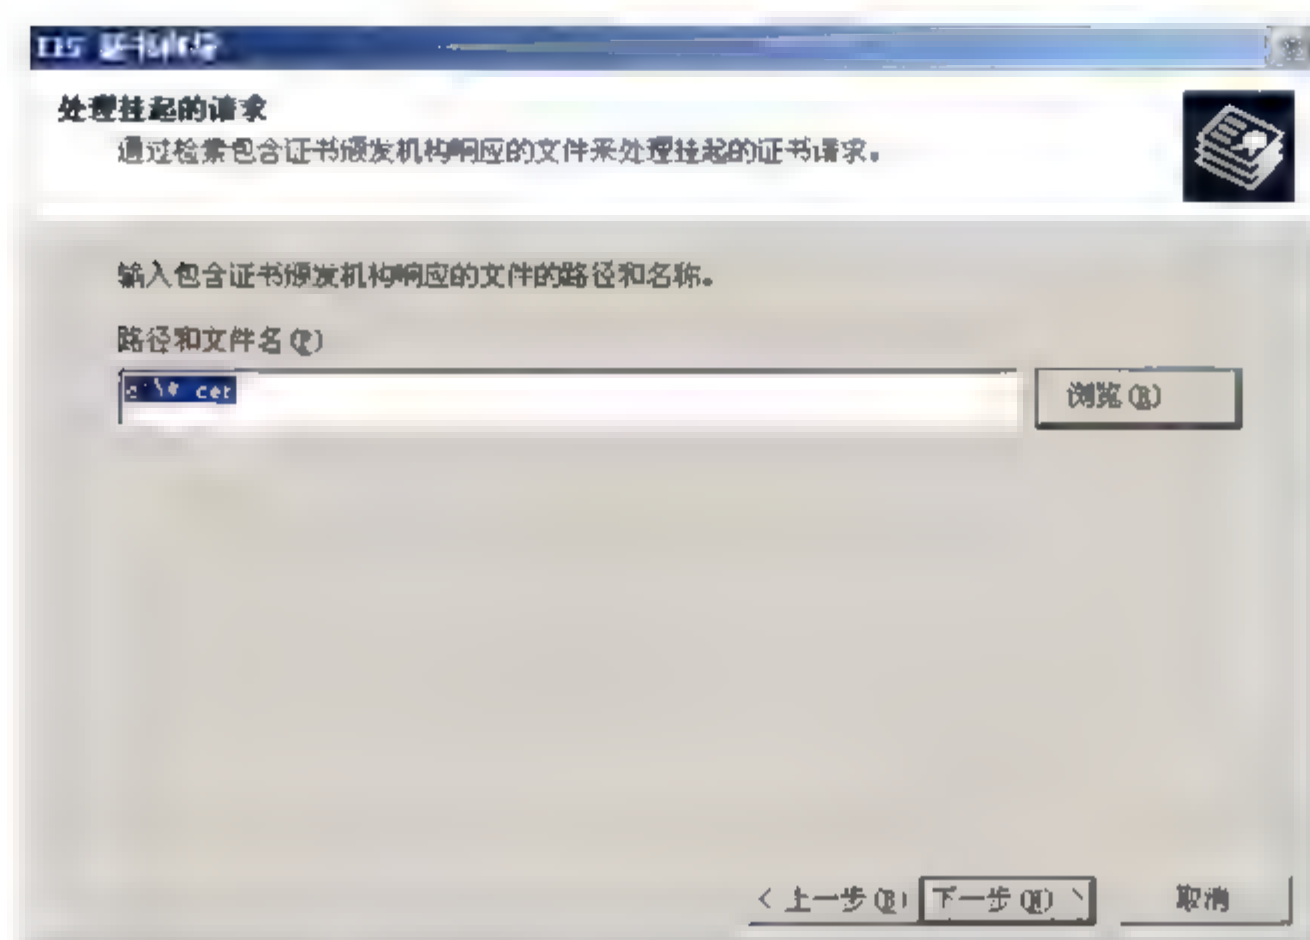 IIS 证书向导
处理挂起的请求
通过检索包含证书颁发机构响应的文件来处理挂起的证书请求。
输入包含证书颁发机构响应的文件的路径和名称。
路径和文件名(P)
c:\*.cer
浏览(R)
< 上一步(B) 下一步(N) > 取消